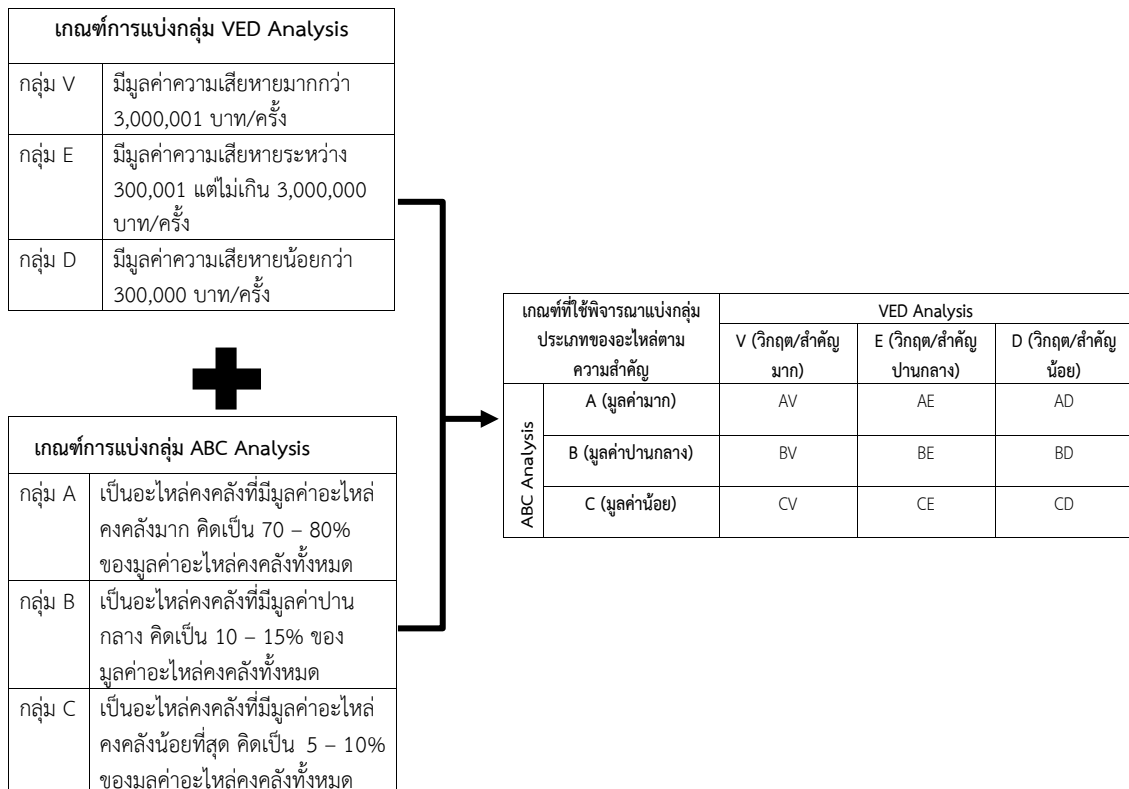 เกณฑ์การแบ่งกลุ่ม VED Analysis
กลุ่ม V มีมูลค่าความเสียหายมากกว่า
3,000,001 บาท/ครั้ง
กลุ่ม E มีมูลค่าความเสียหายระหว่าง
300,001 แต่ไม่เกิน 3,000,000
บาท/ครั้ง
กลุ่ม D มีมูลค่าความเสียหายน้อยกว่า
300,000 บาท/ครั้ง
เกณฑ์การแบ่งกลุ่ม ABC Analysis
กลุ่ม A เป็นอะไหล่คงคลังที่มีมูลค่าอะไหล่
คงคลังมาก คิดเป็น 70 – 80%
ของมูลค่าอะไหล่คงคลังทั้งหมด
กลุ่ม B เป็นอะไหล่คงคลังที่มีมูลค่าปาน
กลาง คิดเป็น 10 – 15% ของ
มูลค่าอะไหล่คงคลังทั้งหมด
กลุ่ม C เป็นอะไหล่คงคลังที่มีมูลค่าอะไหล่
คงคลังน้อยที่สุด คิดเป็น 5 – 10%
ของมูลค่าอะไหล่คงคลังทั้งหมด
เกณฑ์ที่ใช้พิจารณาแบ่งกลุ่ม
ประเภทของอะไหล่ตาม
ความสำคัญ
VED Analysis
V (วิกฤต/สำคัญ
มาก)
E (วิกฤต/สำคัญ
ปานกลาง)
D (วิกฤต/สำคัญ
น้อย)
ABC Analysis
A (มูลค่ามาก) AV AE AD
B (มูลค่าปานกลาง) BV BE BD
C (มูลค่าน้อย) CV CE CD